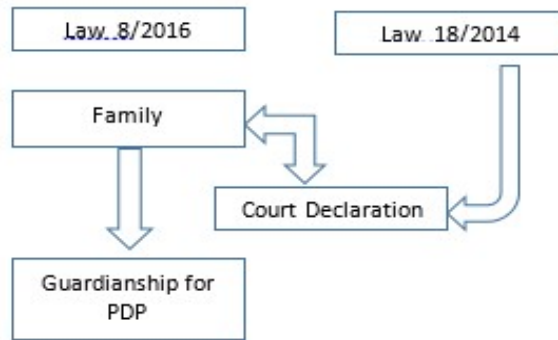 Law 8/2016
Law 18/2014
Family
Court Declaration
Guardianship for
PDP